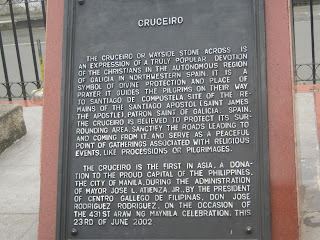 CRUCEIRO
THE CRUCEIRO OR WAYSIDE STONE ACROSS IS
AN EXPRESSION OF A TRULY POPULAR DEVOTION
OF THE CHRISTIANS IN THE AUTONOMOUS REGION
OF GALICIA IN NORTHWESTERN SPAIN. IT IS A
SYMBOL OF DIVINE PROTECTION AND PLACE OF
PRAYER. IT GUIDES THE PILGRIMS ON THEIR WAY
TO SANTIAGO DE COMPOSTELA SITE OF THE RE-
MAINS OF THE SANTIAGO APOSTOL (SAINT JAMES
THE APOSTLE), PATRON SAINT OF GALICIA, SPAIN.
THE CRUCEIRO IS BELIEVED TO PROTECT ITS SUR-
ROUNDING AREA, SANCTIFY THE ROADS LEADING TO
AND COMING FROM IT, AND SERVE AS A PEACEFUL
POINT OF GATHERINGS ASSOCIATED WITH RELIGIOUS
EVENTS, LIKE PROCESSIONS OR PILGRIMAGES.
THE CRUCEIRO IS THE FIRST IN ASIA, A DONA-
TION TO THE PROUD CAPITAL OF THE PHILIPPINES,
THE CITY OF MANILA, DURING THE ADMINISTRATION
OF MAYOR JOSE L. ATIENZA, JR., BY THE PRESIDENT
OF CENTRO GALLEGO DE FILIPINAS, DON JOSE
RODRIGUEZ RODRIGUEZ, ON THE OCCASION OF
THE 431ST ARAW NG MAYNILA CELEBRATION, THIS
23RD OF JUNE 2002.